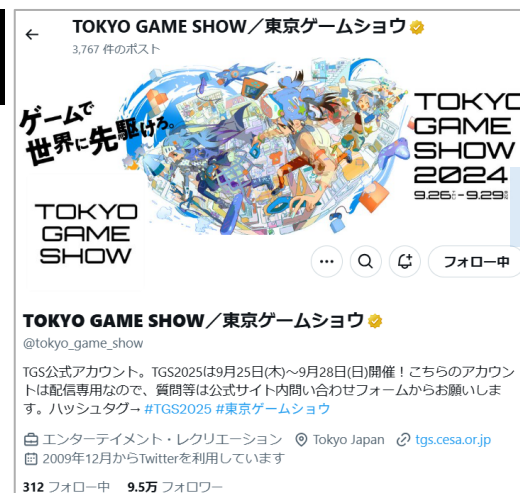 TOKYO GAME SHOW／東京ゲームショウ
3,767 件のポスト
ゲームで
世界に先駆けろ。
TOKYO
GAME
SHOW
2024
9.26 - 9.29
TOKYO
GAME
SHOW
フォロー中
TOKYO GAME SHOW／東京ゲームショウ
@tokyo_game_show
TGS公式アカウント。TGS2025は9月25日(木)～9月28日(日)開催！こちらのアカウン
トは配信専用なので、質問等は公式サイト内問い合わせフォームからお願いしま
す。ハッシュタグ→ #TGS2025 #東京ゲームショウ
エンターテイメント・レクリエーション Tokyo Japan tgs.cesa.or.jp
2009年12月からTwitterを利用しています
312 フォロー中 9.5万 フォロワー